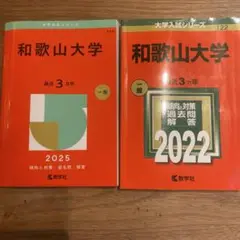 和歌山大学
最近3カ年
2025
教学社
大学入試シリーズ
和歌山大学
最近3カ年
傾向と対策
過去問
解答
2022
教学社